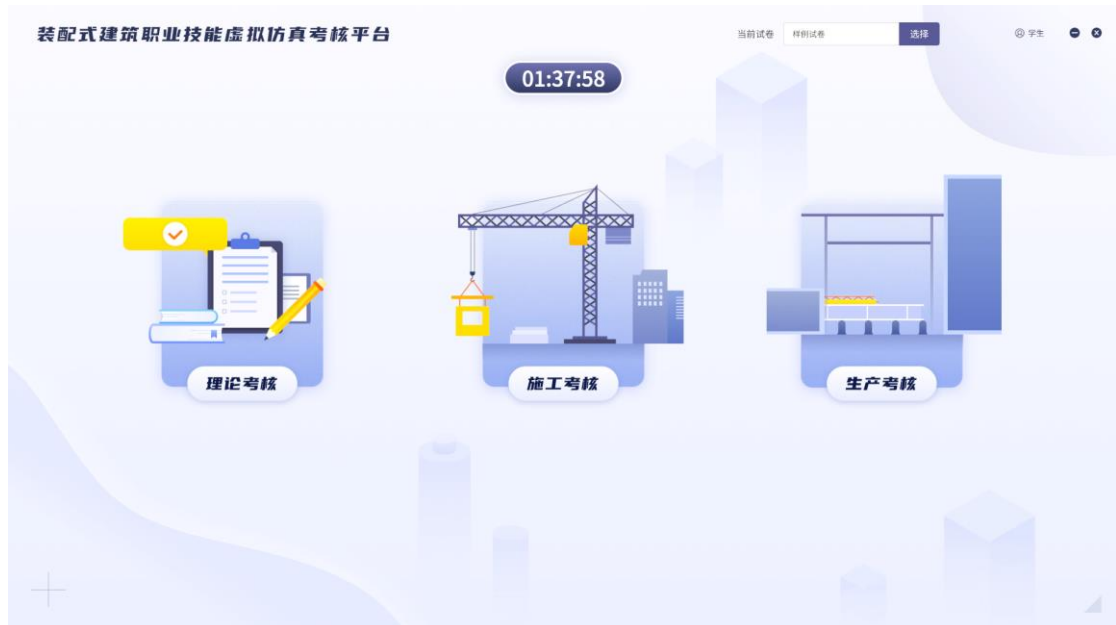 装配式建筑职业技能虚拟仿真考核平台
当前试卷 样例试卷 选择 学生
01:37:58
理论考核 施工考核 生产考核